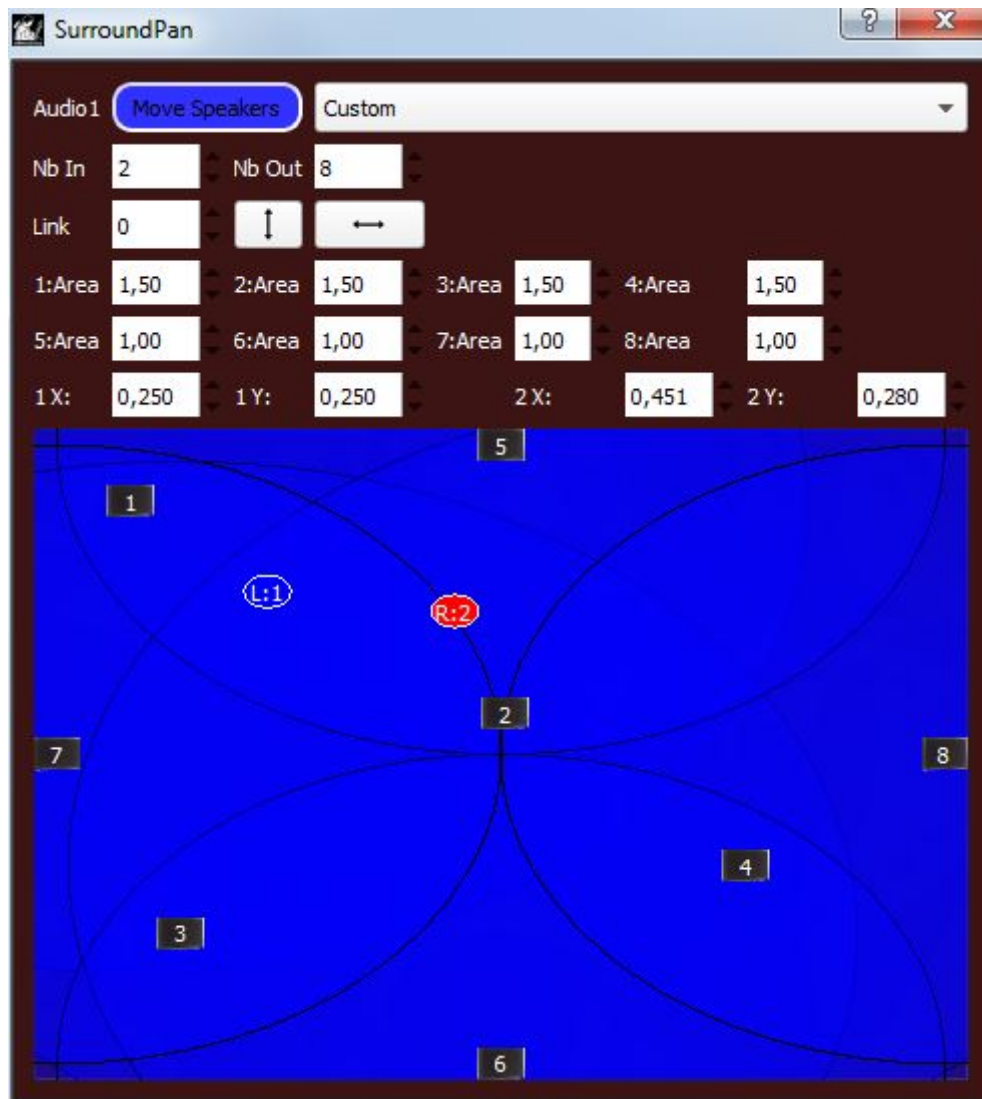 SurroundPan ?
Audio1 Move Speakers Custom
Nb In 2 Nb Out 8
Link 0
1:Area 1,50 2:Area 1,50 3:Area 1,50 4:Area 1,50
5:Area 1,00 6:Area 1,00 7:Area 1,00 8:Area 1,00
1 X: 0,250 1 Y: 0,250 2 X: 0,451 2 Y: 0,280
5
1
L:1
R:2
2
7 8
4
3
6